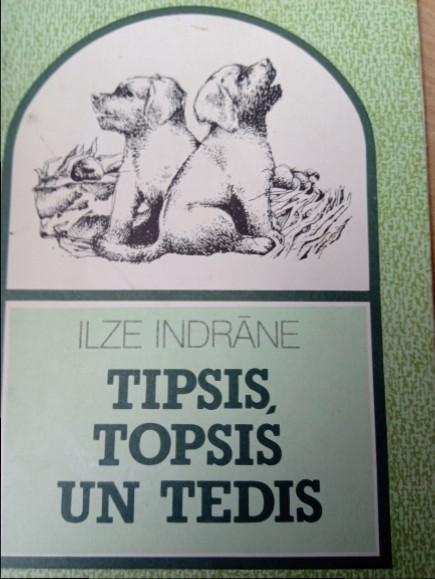 ILZE INDRĀNE
TIPSIS,
TOPSIS
UN TEDIS